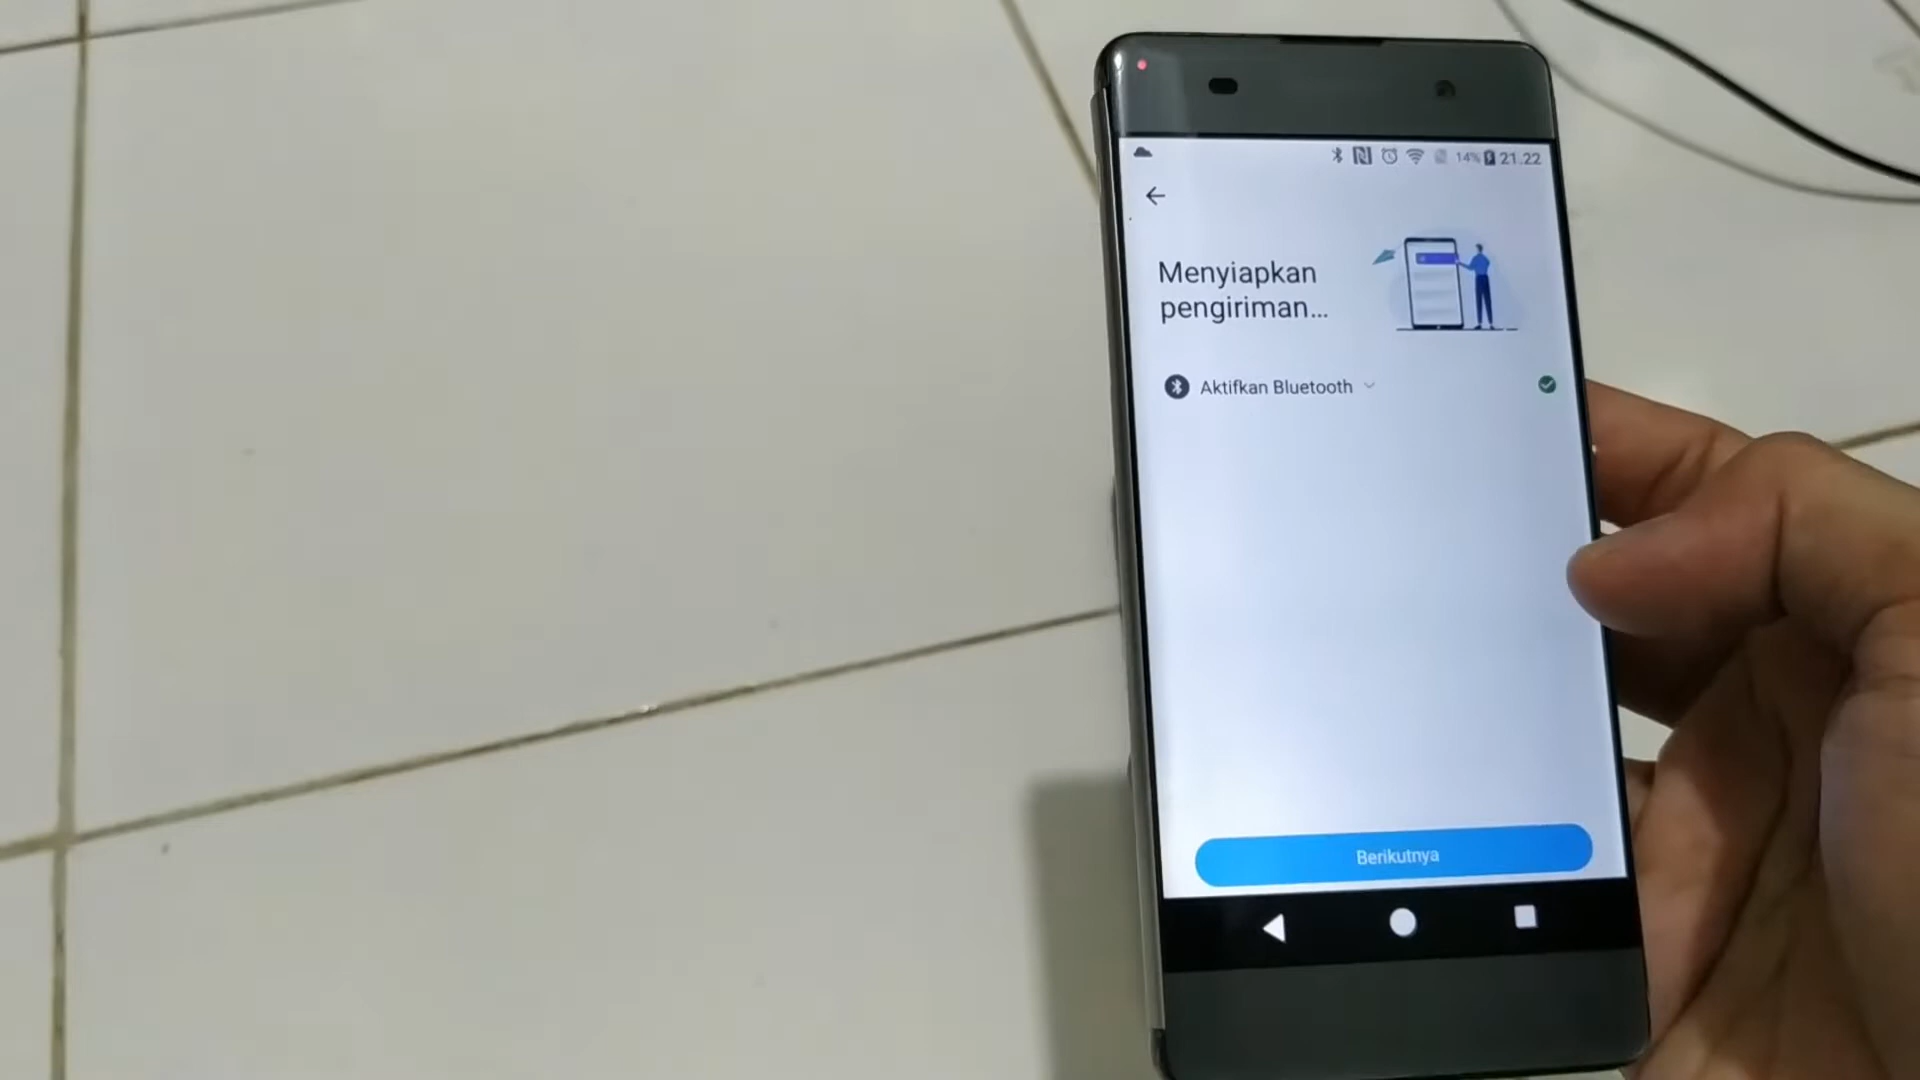 14% 21.22
Menyiapkan
pengiriman...
Aktifkan Bluetooth
Berikutnya